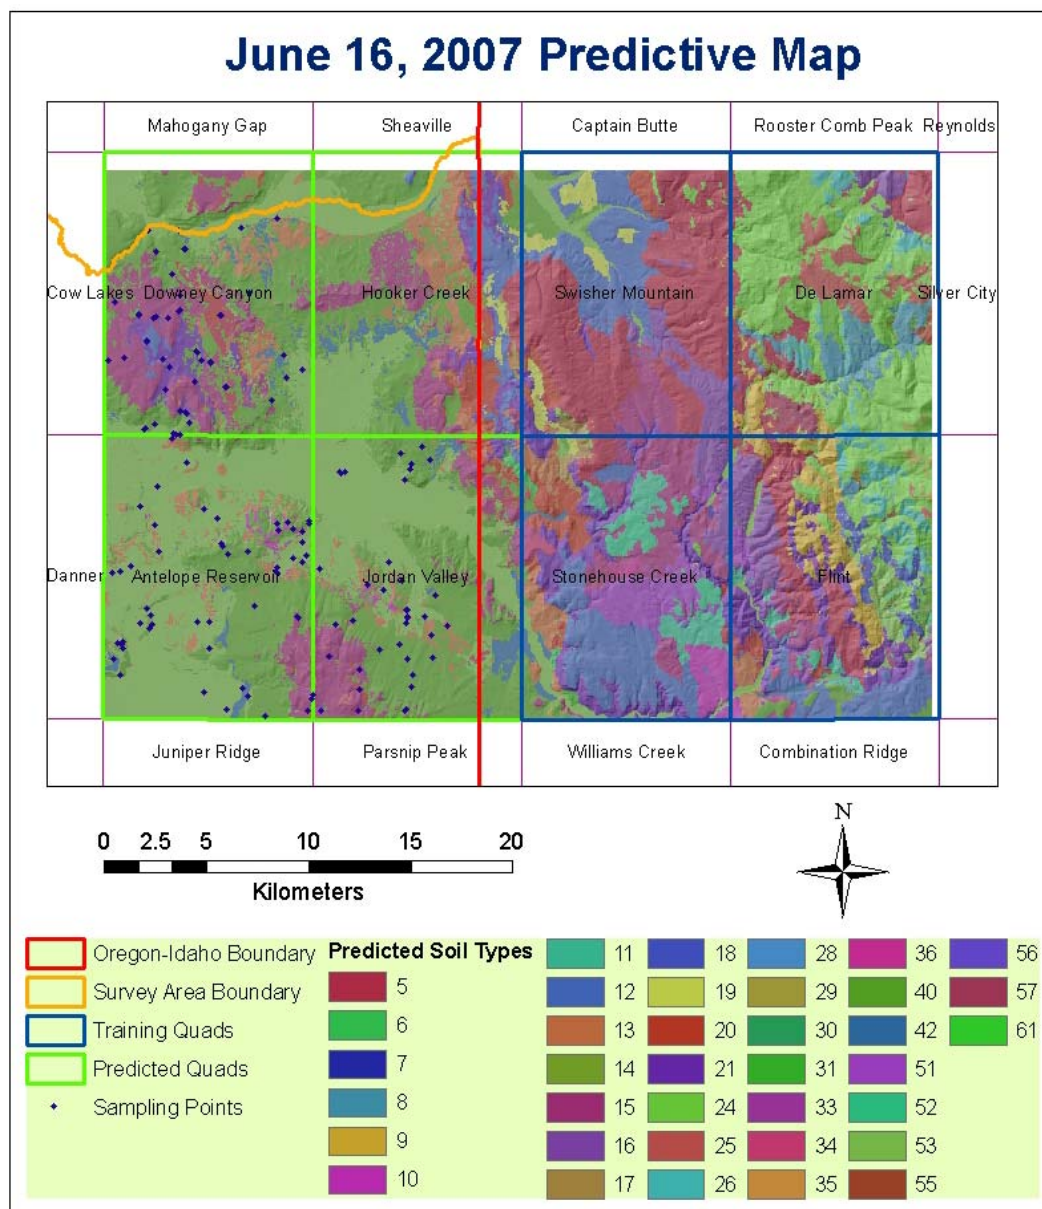 June 16, 2007 Predictive Map
Mahogany Gap Sheaville Captain Butte Rooster Comb Peak Reynolds
Cow Lakes Downey Canyon Hooker Creek Swisher Mountain De Lamar Silver City
Danner Antelope Reservoir Jordan Valley Stonehouse Creek Flint
Juniper Ridge Parsnip Peak Williams Creek Combination Ridge
0 2.5 5 10 15 20
Kilometers
N
Oregon-Idaho Boundary
Survey Area Boundary
Training Quads
Predicted Quads
Sampling Points
Predicted Soil Types
5
6
7
8
9
10
11
12
13
14
15
16
17
18
19
20
21
24
25
26
28
29
30
31
33
34
35
36
40
42
51
52
53
55
56
57
61